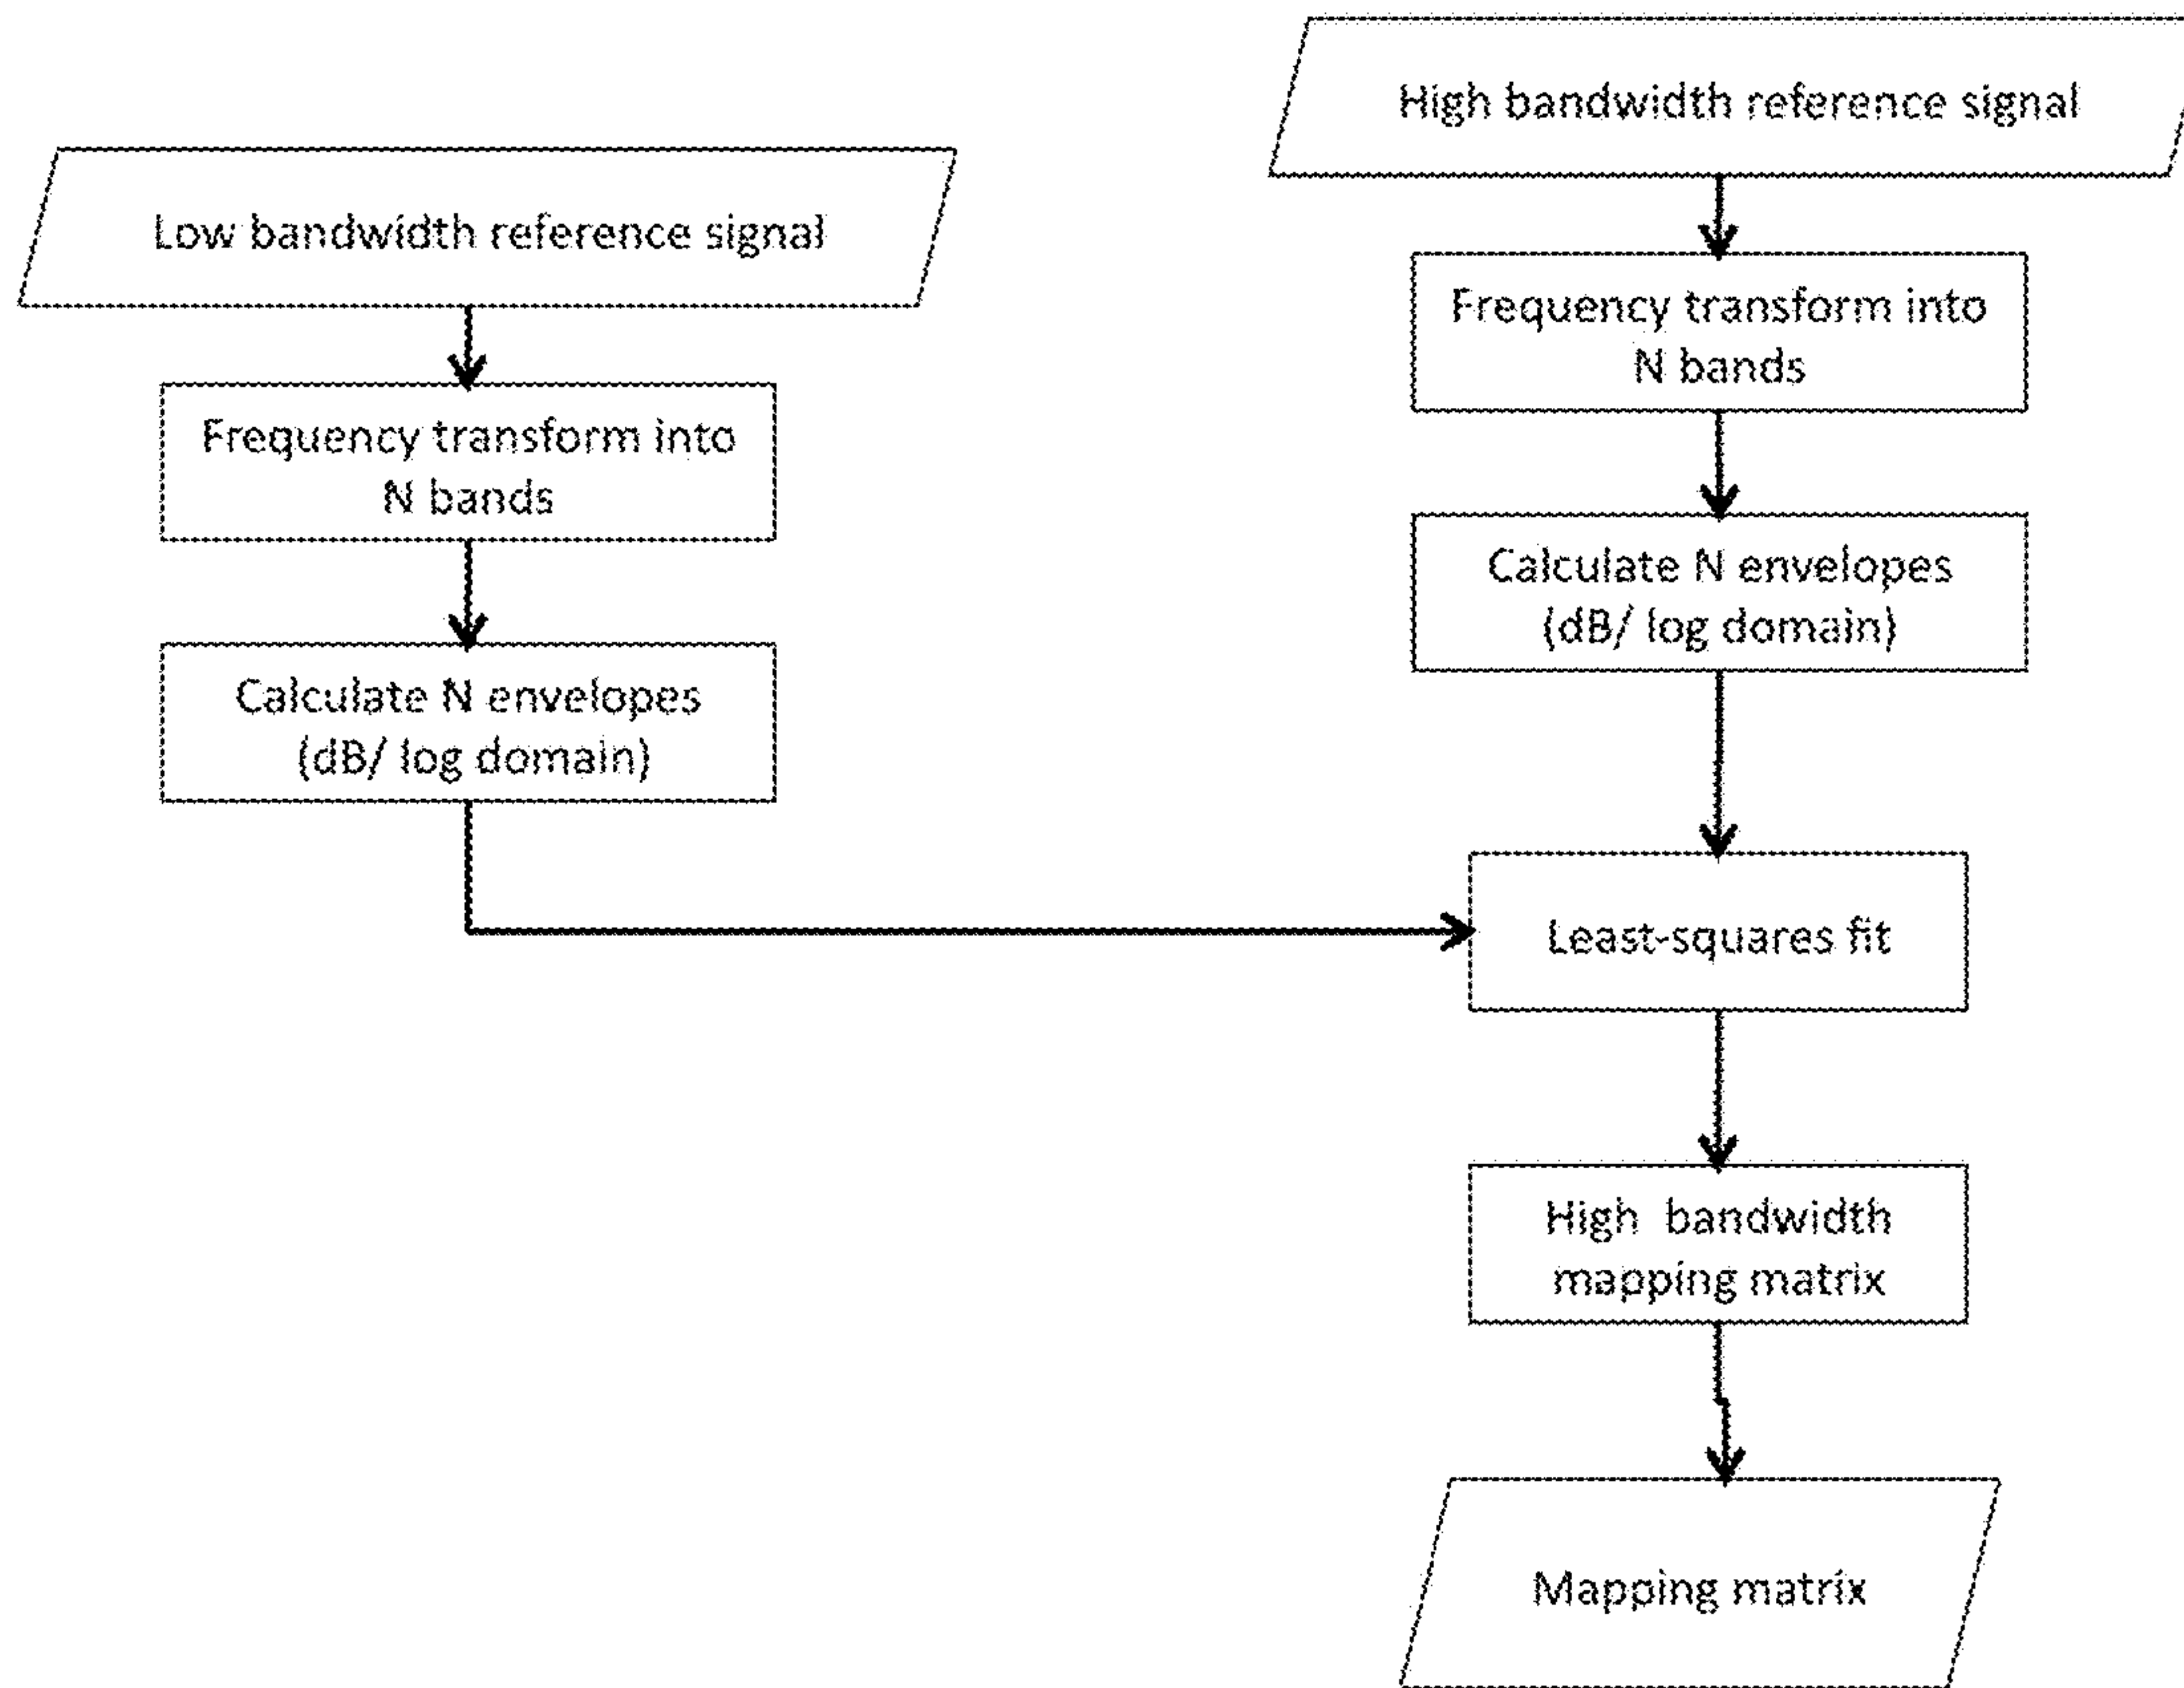 High bandwidth reference signal
Low bandwidth reference signal
Frequency transform into
N bands
Frequency transform into
N bands
Calculate N envelopes
(dB/ log domain)
Calculate N envelopes
(dB/ log domain)
Least-squares fit
High bandwidth
mapping matrix
Mapping matrix